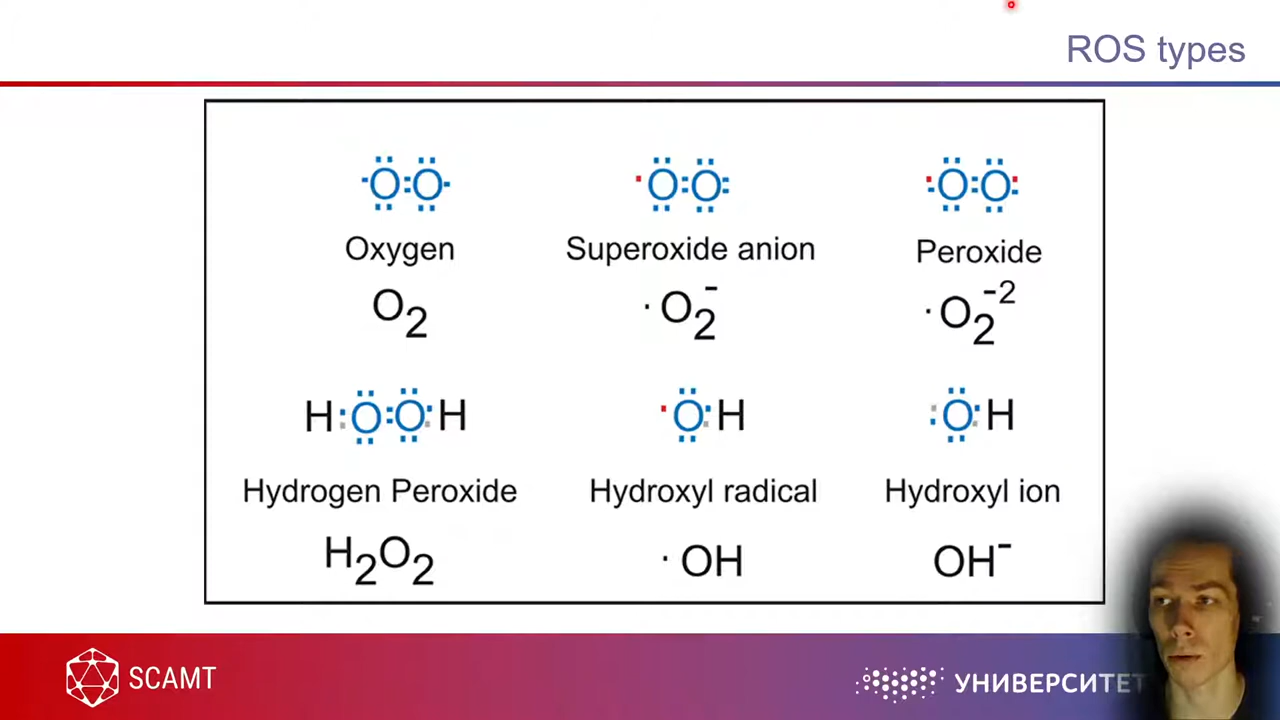 ROS types
O:O
O:O
O:O
Oxygen
Superoxide anion
Peroxide
O₂
·O₂⁻
·O₂⁻²
H:O:O:H
·O:H
:O:H
Hydrogen Peroxide
Hydroxyl radical
Hydroxyl ion
H₂O₂
·OH
OH⁻
SCAMT
УНИВЕРСИТЕТ